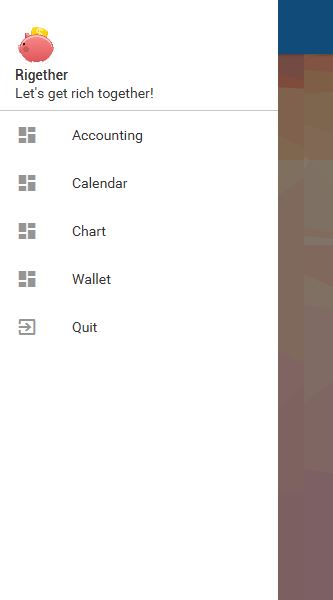 Rigether
Let's get rich together!
Accounting
Calendar
Chart
Wallet
Quit